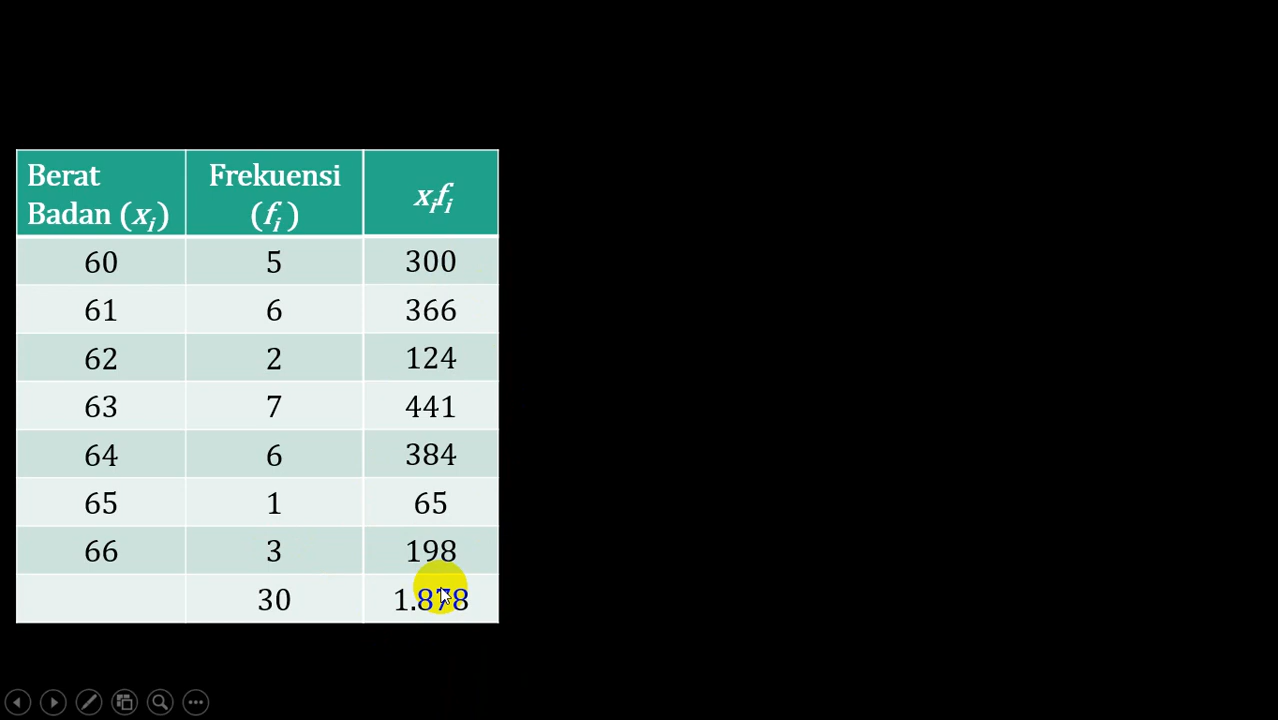 Berat Badan (xᵢ) Frekuensi (fᵢ) xᵢfᵢ
60 5 300
61 6 366
62 2 124
63 7 441
64 6 384
65 1 65
66 3 198
30 1.878